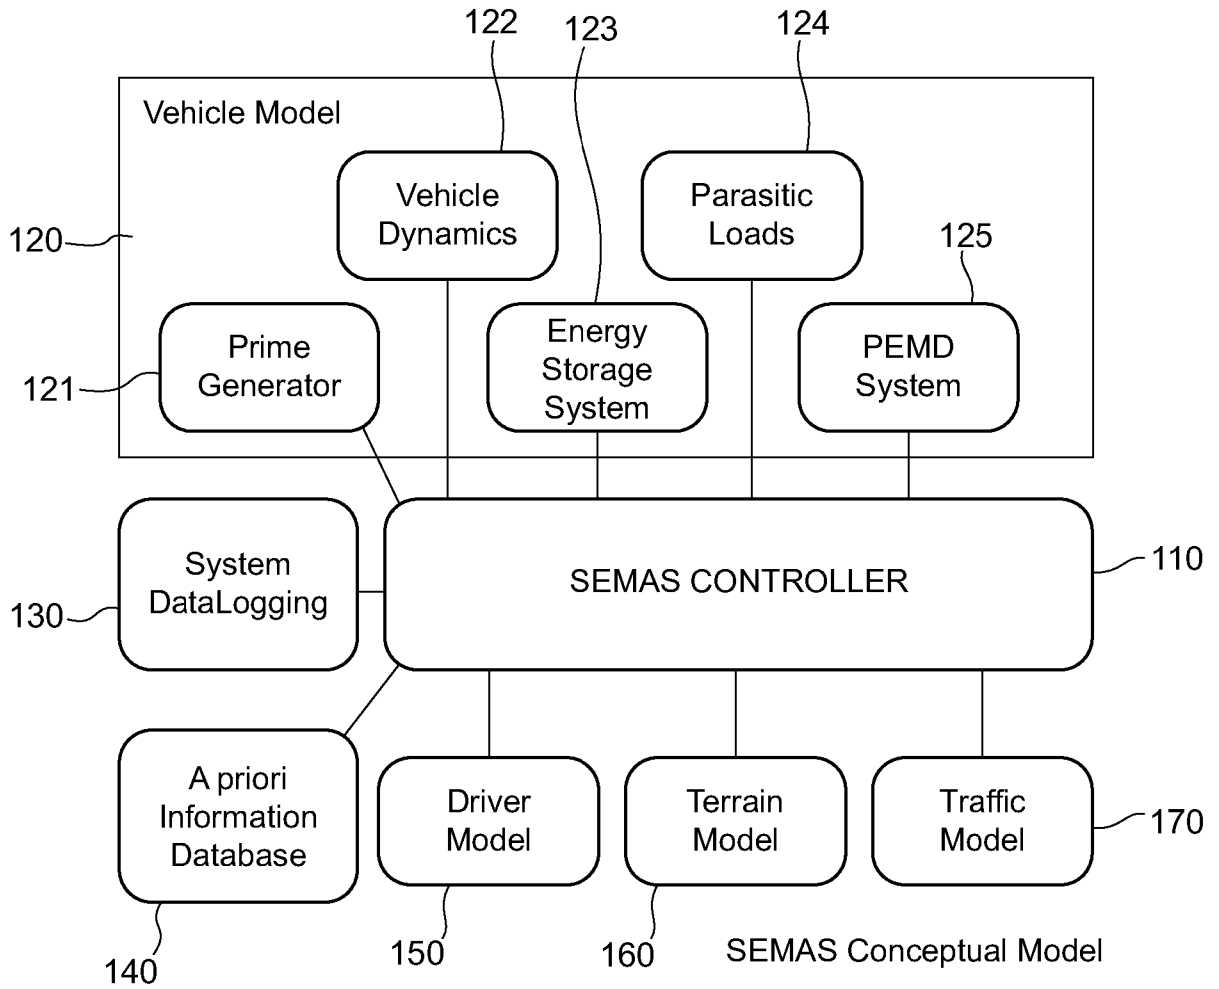 122
123
124
Vehicle Model
Vehicle
Dynamics
Parasitic
Loads
120
125
Prime
Generator
Energy
Storage
System
PEMD
System
121
System
DataLogging
SEMAS CONTROLLER
110
130
A priori
Information
Database
Driver
Model
Terrain
Model
Traffic
Model
170
140
150
160
SEMAS Conceptual Model